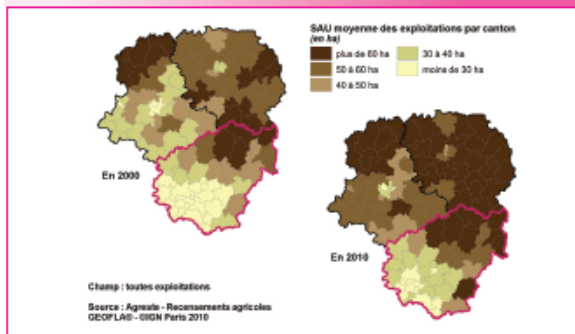 SAU moyenne des exploitations par canton
(en ha)
plus de 60 ha
30 à 40 ha
50 à 60 ha
moins de 30 ha
40 à 50 ha
En 2000
En 2010
Champ : toutes exploitations
Source : Agreste - Recensements agricoles
GEOFLA® - ©IGN Paris 2010